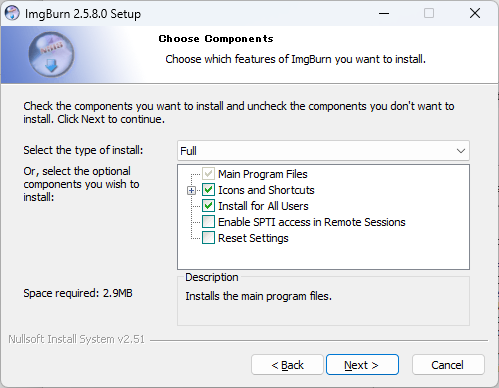 ImgBurn 2.5.8.0 Setup
Choose Components
Choose which features of ImgBurn you want to install.
Check the components you want to install and uncheck the components you don't want to
install. Click Next to continue.
Select the type of install:
Full
Or, select the optional
components you wish to
install:
Main Program Files
Icons and Shortcuts
Install for All Users
Enable SPTI access in Remote Sessions
Reset Settings
Description
Installs the main program files.
Space required: 2.9MB
Nullsoft Install System v2.51
< Back
Next >
Cancel